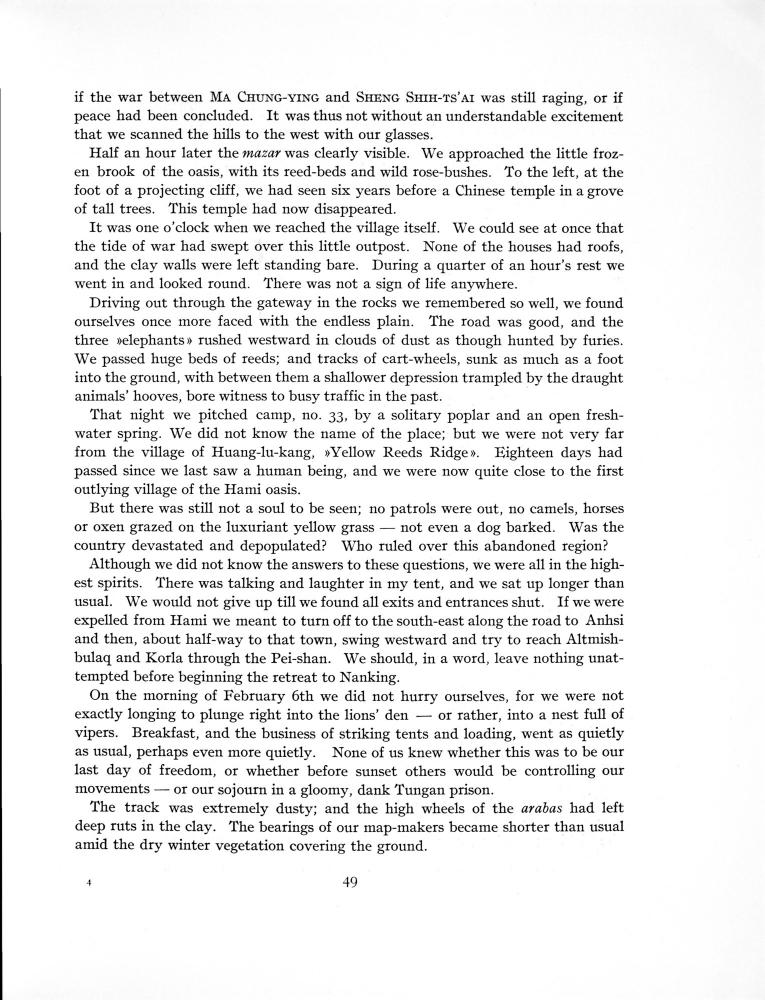 if the war between MA CHUNG-YING and SHENG SHIH-TS'AI was still raging, or if
peace had been concluded. It was thus not without an understandable excitement
that we scanned the hills to the west with our glasses.
Half an hour later the mazar was clearly visible. We approached the little froz-
en brook of the oasis, with its reed-beds and wild rose-bushes. To the left, at the
foot of a projecting cliff, we had seen six years before a Chinese temple in a grove
of tall trees. This temple had now disappeared.
It was one o'clock when we reached the village itself. We could see at once that
the tide of war had swept over this little outpost. None of the houses had roofs,
and the clay walls were left standing bare. During a quarter of an hour's rest we
went in and looked round. There was not a sign of life anywhere.
Driving out through the gateway in the rocks we remembered so well, we found
ourselves once more faced with the endless plain. The road was good, and the
three »elephants» rushed westward in clouds of dust as though hunted by furies.
We passed huge beds of reeds; and tracks of cart-wheels, sunk as much as a foot
into the ground, with between them a shallower depression trampled by the draught
animals' hooves, bore witness to busy traffic in the past.
That night we pitched camp, no. 33, by a solitary poplar and an open fresh-
water spring. We did not know the name of the place; but we were not very far
from the village of Huang-lu-kang, »Yellow Reeds Ridge». Eighteen days had
passed since we last saw a human being, and we were now quite close to the first
outlying village of the Hami oasis.
But there was still not a soul to be seen; no patrols were out, no camels, horses
or oxen grazed on the luxuriant yellow grass — not even a dog barked. Was the
country devastated and depopulated? Who ruled over this abandoned region?
Although we did not know the answers to these questions, we were all in the high-
est spirits. There was talking and laughter in my tent, and we sat up longer than
usual. We would not give up till we found all exits and entrances shut. If we were
expelled from Hami we meant to turn off to the south-east along the road to Anhsi
and then, about half-way to that town, swing westward and try to reach Altmish-
bulaq and Korla through the Pei-shan. We should, in a word, leave nothing unat-
tempted before beginning the retreat to Nanking.
On the morning of February 6th we did not hurry ourselves, for we were not
exactly longing to plunge right into the lions' den — or rather, into a nest full of
vipers. Breakfast, and the business of striking tents and loading, went as quietly
as usual, perhaps even more quietly. None of us knew whether this was to be our
last day of freedom, or whether before sunset others would be controlling our
movements — or our sojourn in a gloomy, dank Tungan prison.
The track was extremely dusty; and the high wheels of the arabas had left
deep ruts in the clay. The bearings of our map-makers became shorter than usual
amid the dry winter vegetation covering the ground.
4
49